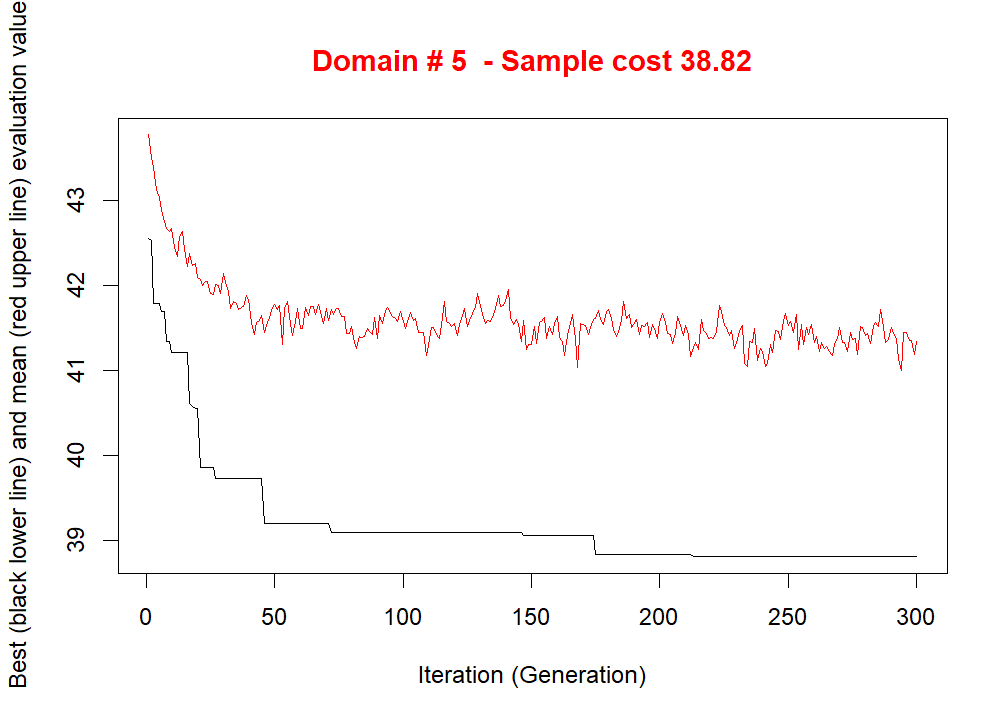 Domain # 5  - Sample cost 38.82
Best (black lower line) and mean (red upper line) evaluation value
43
42
41
40
39
0 50 100 150 200 250 300
Iteration (Generation)